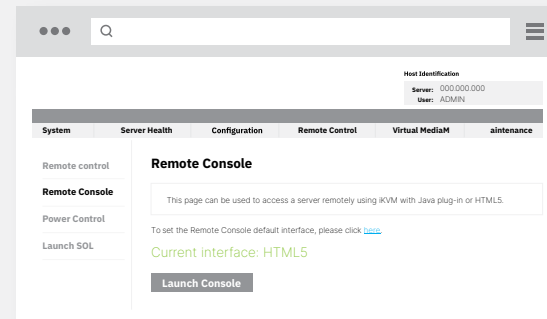 Host Identification
Server: 000.000.000
User: ADMIN
System Server Health Configuration Remote Control Virtual MediaM aintenance
Remote control
Remote Console
Power Control
Launch SOL
Remote Console
This page can be used to access a server remotely using iKVM with Java plug-in or HTML5.
To set the Remote Console default interface, please click here.
Current interface: HTML5
Launch Console